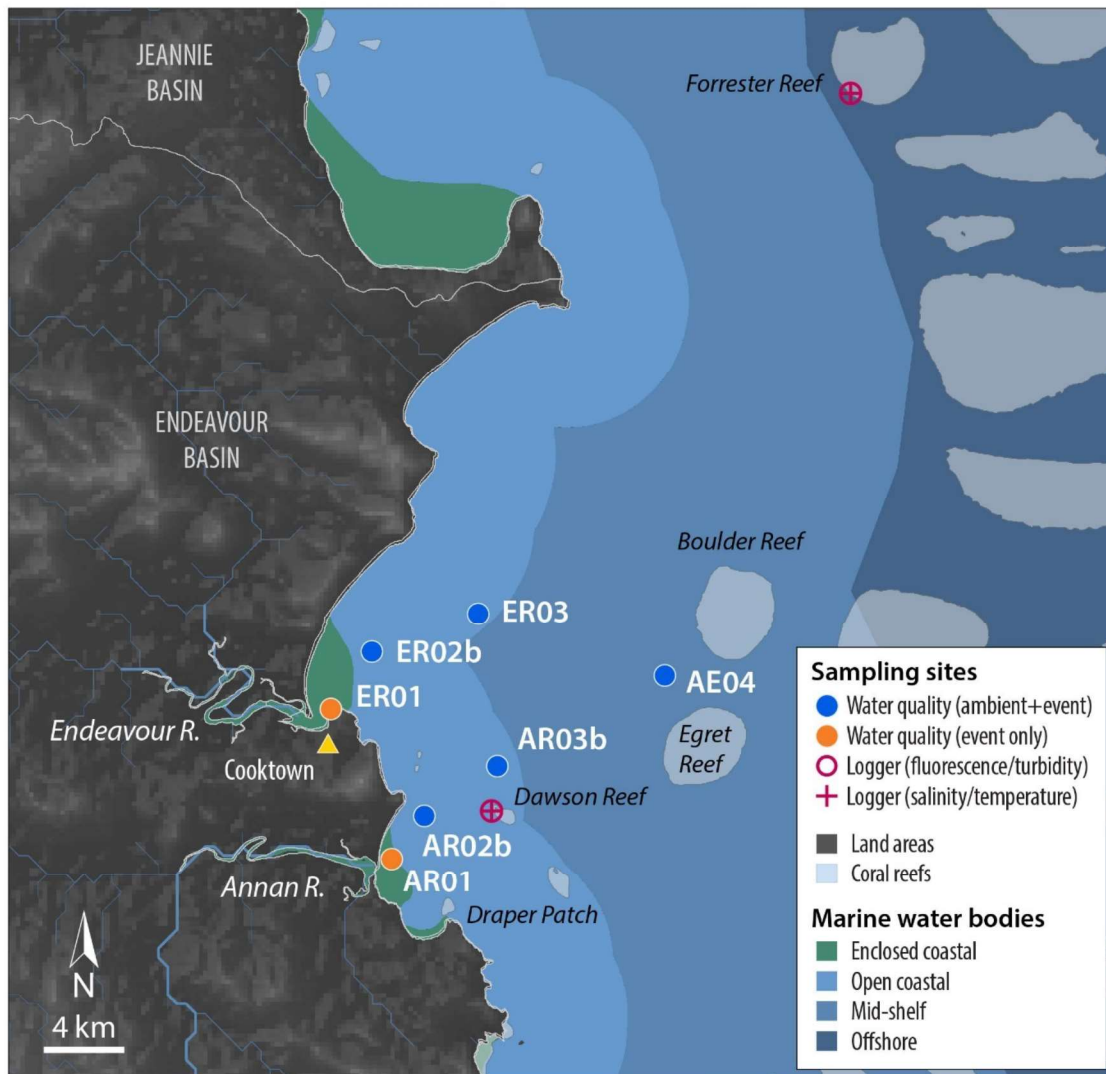 JEANNIE
BASIN
Forrester Reef
ENDEAVOUR
BASIN
Boulder Reef
ER03
ER02b
AE04
ER01
Endeavour R.
Cooktown
AR03b
Egret
Reef
Dawson Reef
AR02b
AR01
Annan R.
Draper Patch
N
4 km
Sampling sites
Water quality (ambient+event)
Water quality (event only)
Logger (fluorescence/turbidity)
Logger (salinity/temperature)
Land areas
Coral reefs
Marine water bodies
Enclosed coastal
Open coastal
Mid-shelf
Offshore